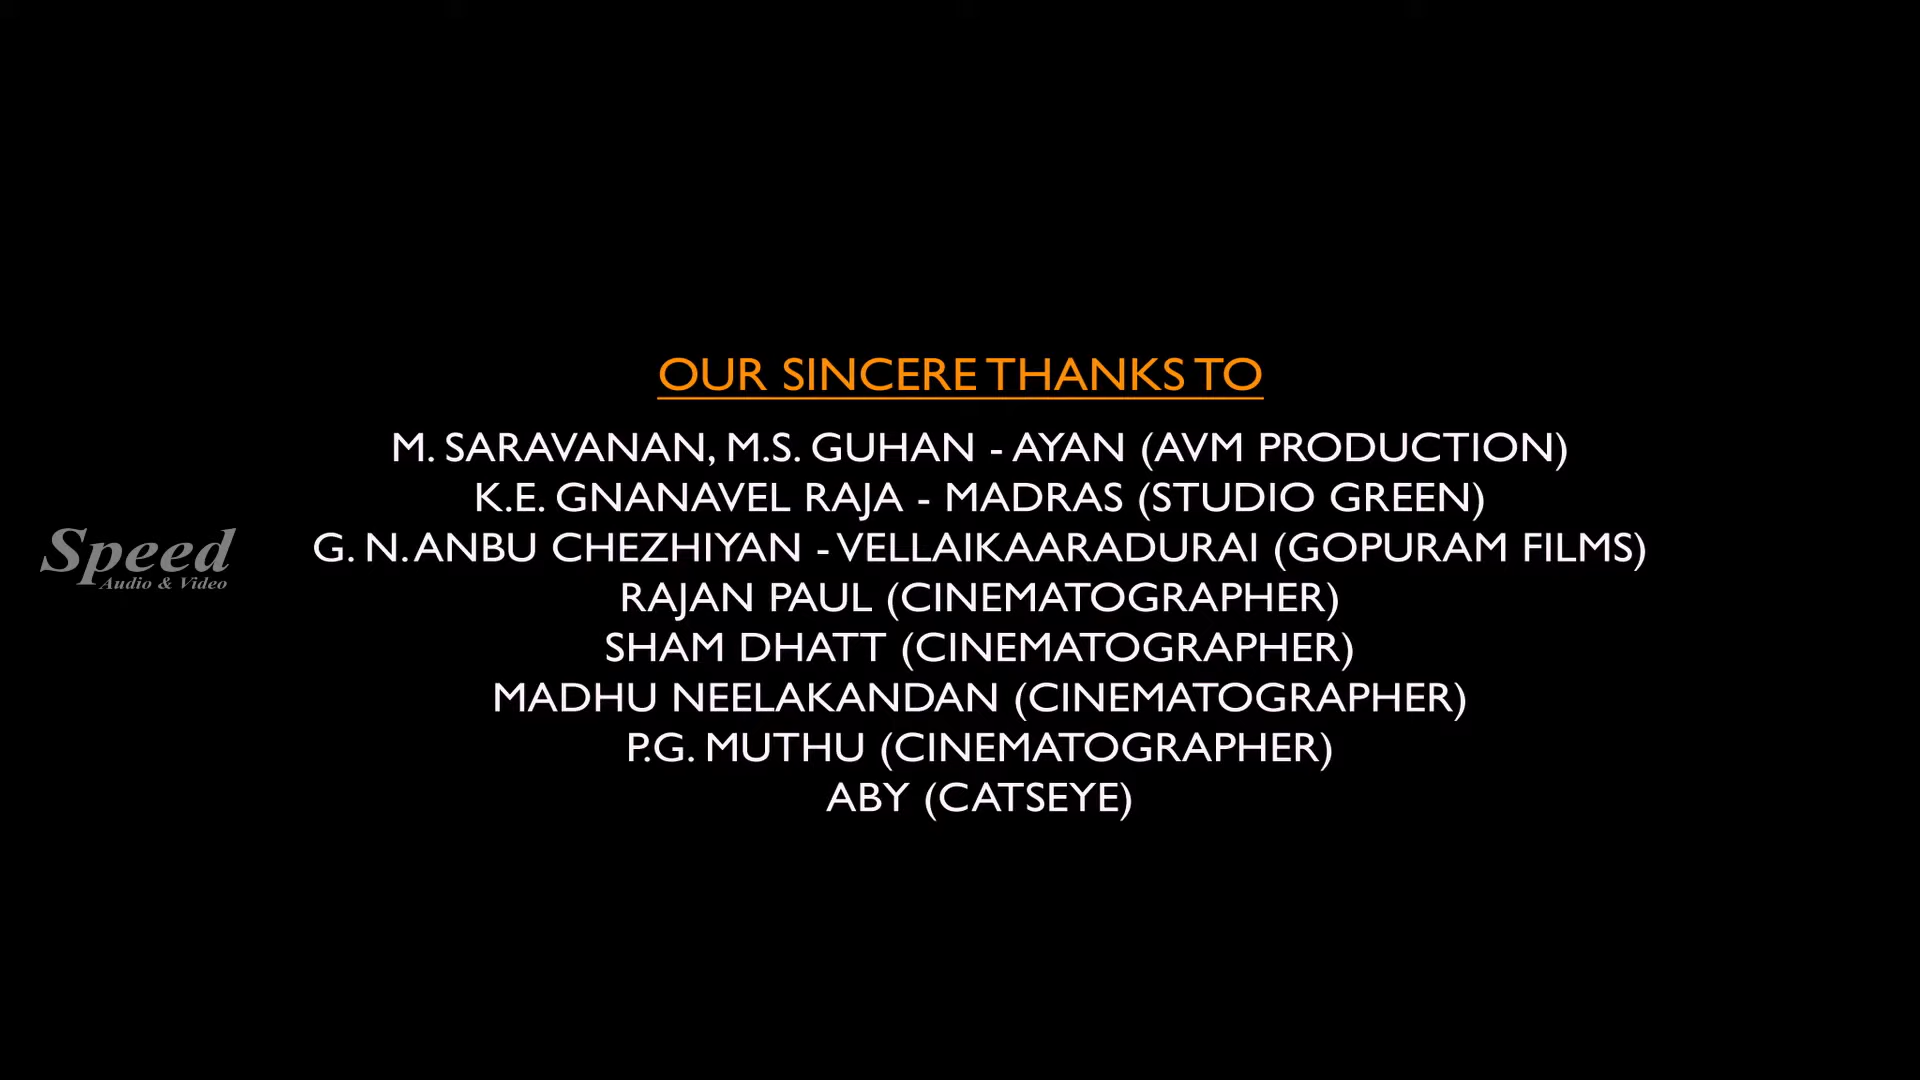 OUR SINCERE THANKS TO
M. SARAVANAN, M.S. GUHAN - AYAN (AVM PRODUCTION)
K.E. GNANAVEL RAJA - MADRAS (STUDIO GREEN)
G. N. ANBU CHEZHIYAN - VELLAIKAARADURAI (GOPURAM FILMS)
RAJAN PAUL (CINEMATOGRAPHER)
SHAM DHATT (CINEMATOGRAPHER)
MADHU NEELAKANDAN (CINEMATOGRAPHER)
P.G. MUTHU (CINEMATOGRAPHER)
ABY (CATSEYE)
Speed
Audio & Video